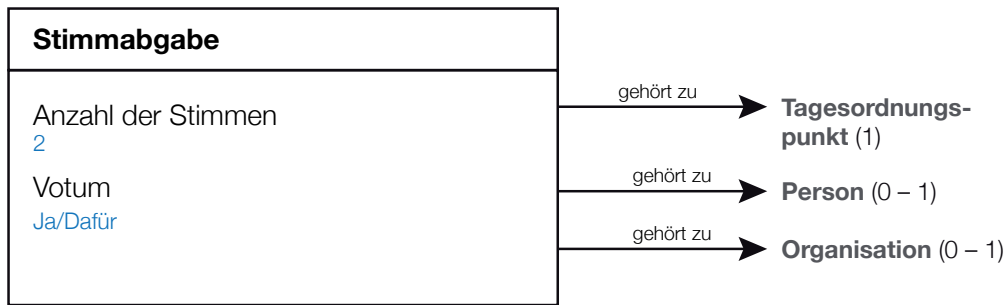 Stimmabgabe
Anzahl der Stimmen
2
Votum
Ja/Dafür
gehört zu
Tagesordnungs-
punkt (1)
gehört zu
Person (0 – 1)
gehört zu
Organisation (0 – 1)